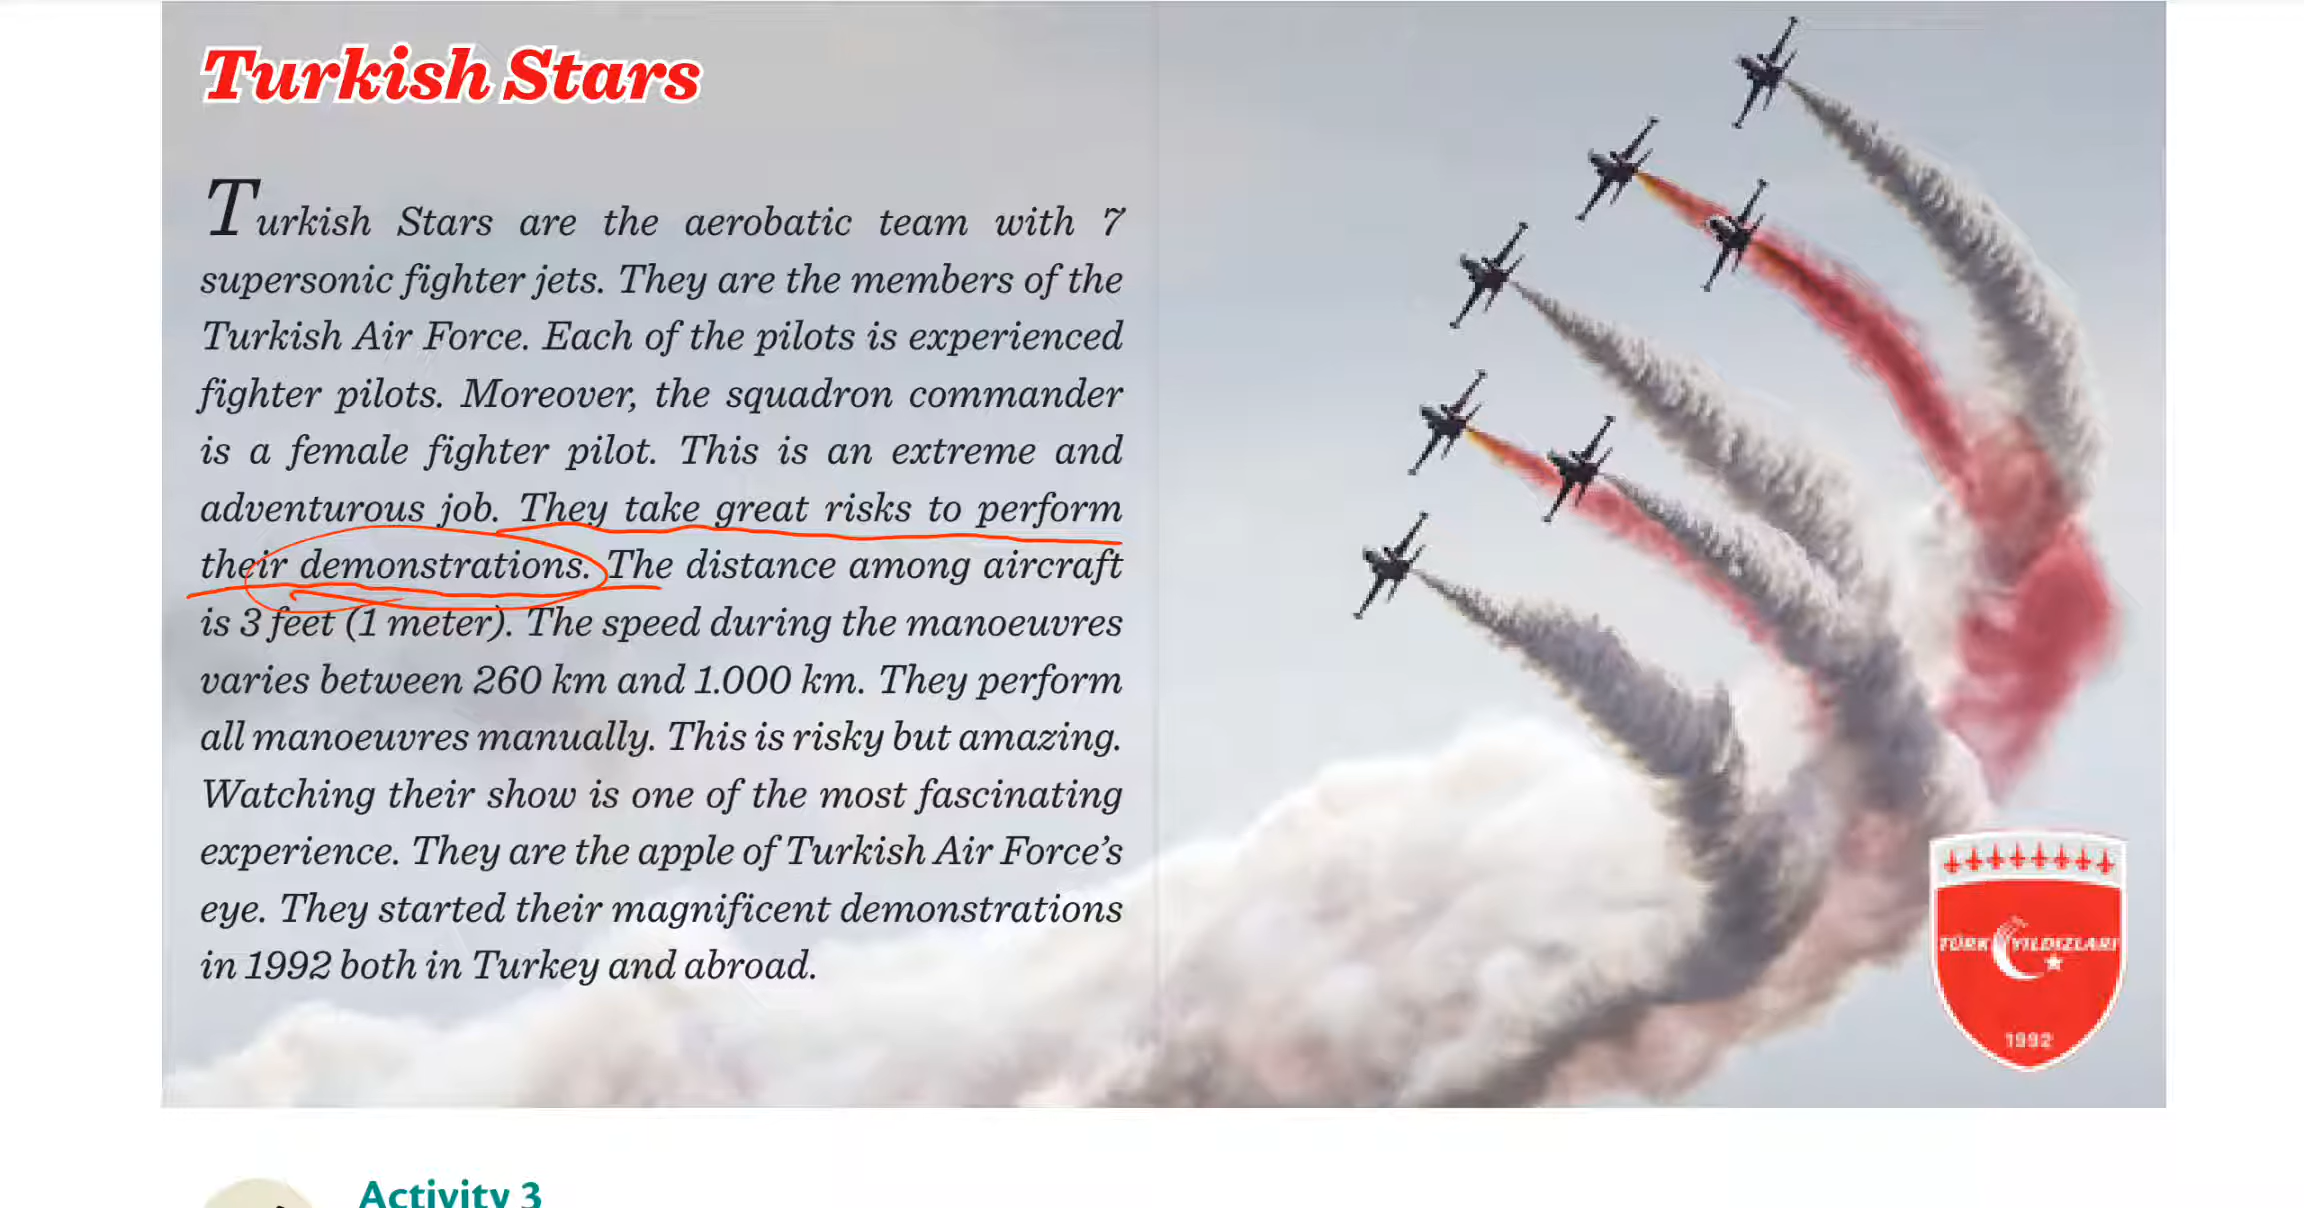 Turkish Stars
Turkish Stars are the aerobatic team with 7
supersonic fighter jets. They are the members of the
Turkish Air Force. Each of the pilots is experienced
fighter pilots. Moreover, the squadron commander
is a female fighter pilot. This is an extreme and
adventurous job. They take great risks to perform
their demonstrations. The distance among aircraft
is 3 feet (1 meter). The speed during the manoeuvres
varies between 260 km and 1.000 km. They perform
all manoeuvres manually. This is risky but amazing.
Watching their show is one of the most fascinating
experience. They are the apple of Turkish Air Force's
eye. They started their magnificent demonstrations
in 1992 both in Turkey and abroad.
TÜRK YILDIZLARI
1992
Activity 3